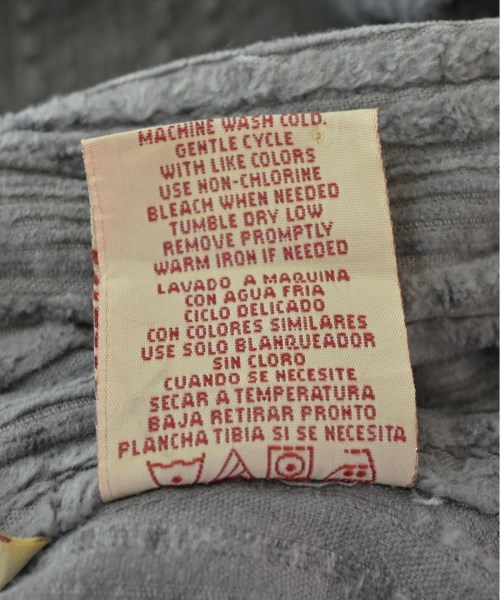 MACHINE WASH COLD.
GENTLE CYCLE
WITH LIKE COLORS
USE NON-CHLORINE
BLEACH WHEN NEEDED
TUMBLE DRY LOW
REMOVE PROMPTLY
WARM IRON IF NEEDED
LAVADO A MAQUINA
CON AGUA FRIA
CICLO DELICADO
CON COLORES SIMILARES
USE SOLO BLANQUEADOR
SIN CLORO
CUANDO SE NECESITE
SECAR A TEMPERATURA
BAJA RETIRAR PRONTO
PLANCHA TIBIA SI SE NECESITA